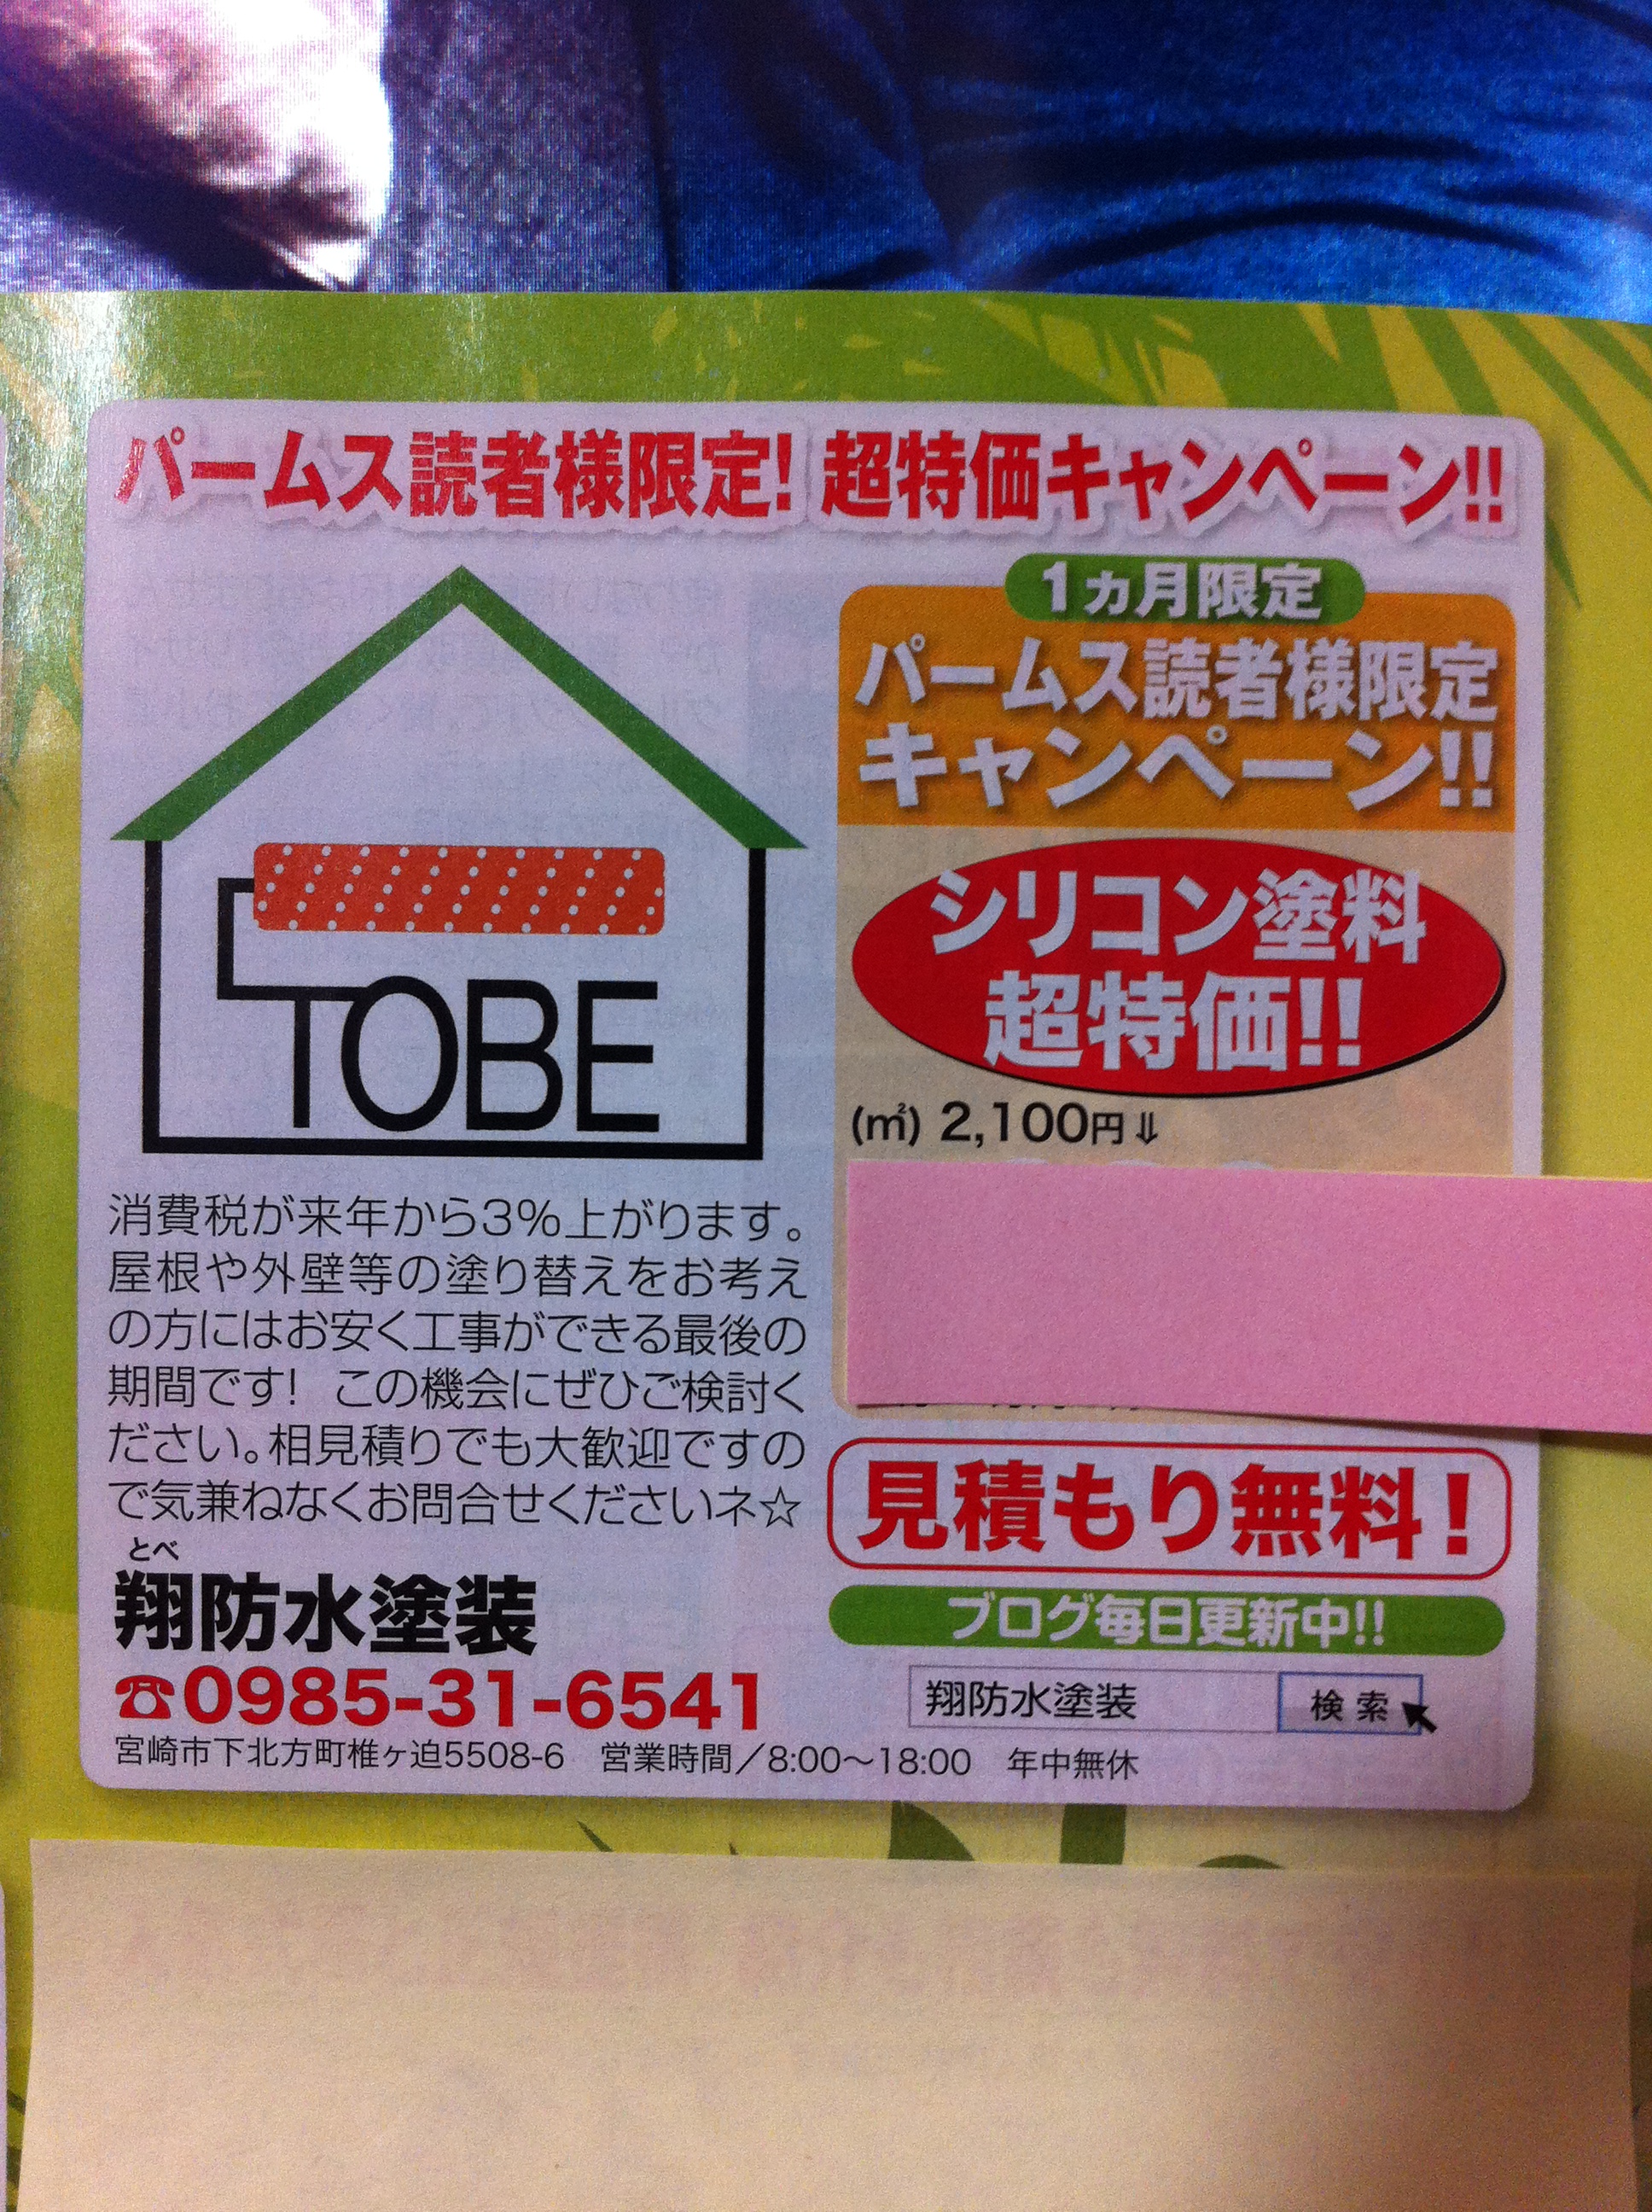 パームス読者様限定! 超特価キャンペーン!!
TOBE
消費税が来年から3%上がります。
屋根や外壁等の塗り替えをお考え
の方にはお安く工事ができる最後の
期間です! この機会にぜひご検討く
ださい。相見積りでも大歓迎ですの
で気兼ねなくお問合せくださいネ☆
とべ
翔防水塗装
☎0985-31-6541
宮崎市下北方町椎ヶ迫5508-6 営業時間/8:00〜18:00 年中無休
1ヵ月限定
パームス読者様限定
キャンペーン!!
シリコン塗料
超特価!!
(㎡) 2,100円⇓
見積もり無料!
ブログ毎日更新中!!
翔防水塗装 検索